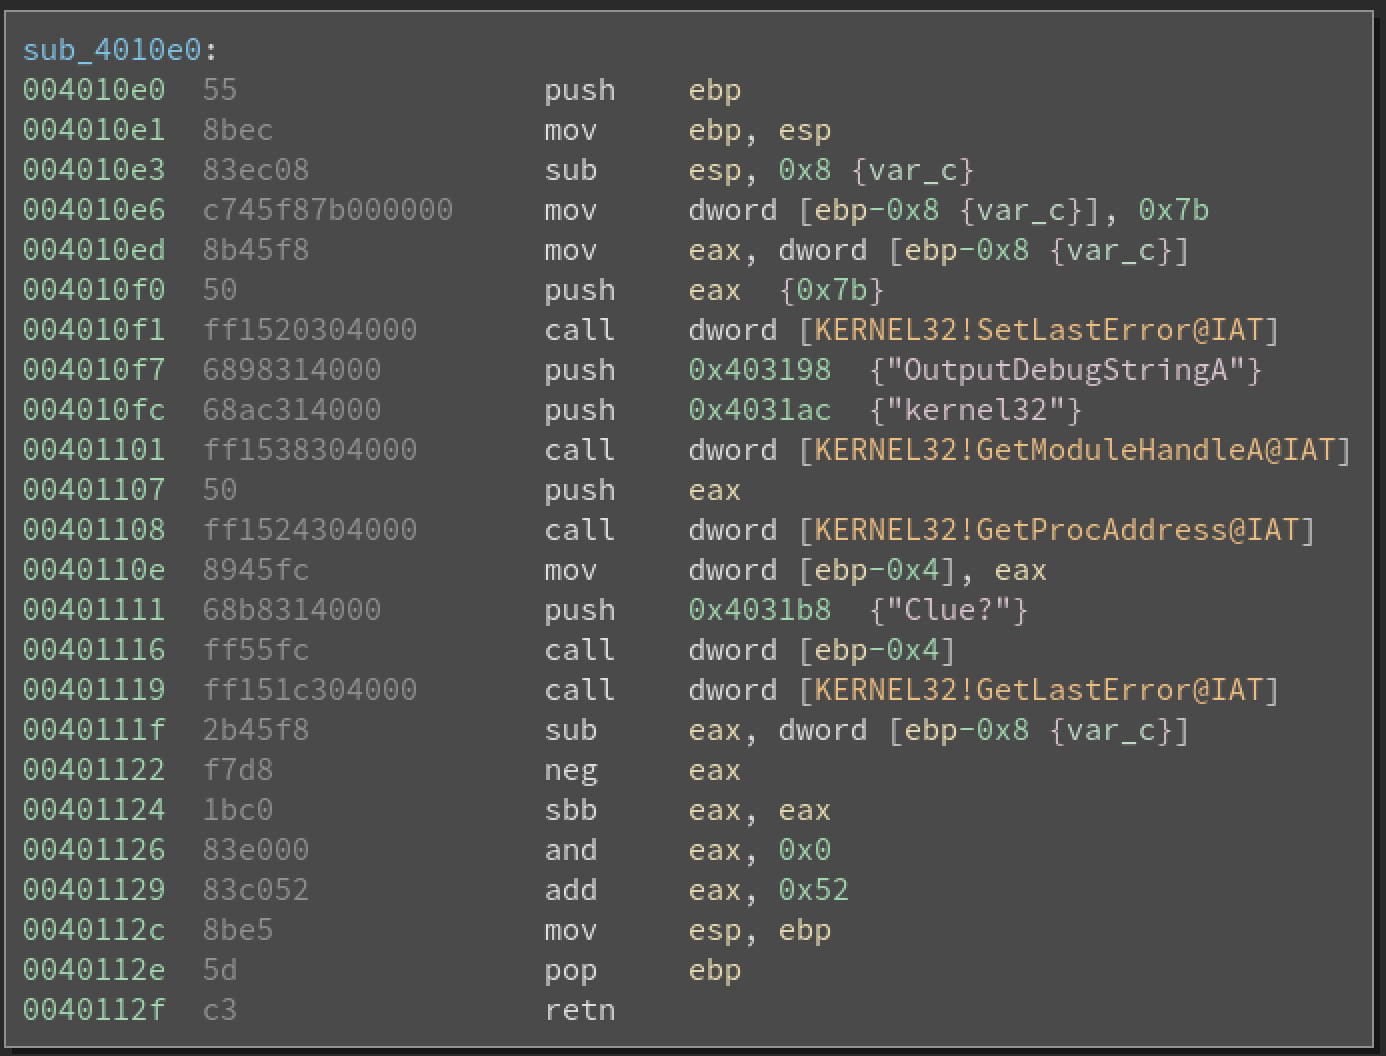 sub_4010e0:
004010e0 55 push ebp
004010e1 8bec mov ebp, esp
004010e3 83ec08 sub esp, 0x8 {var_c}
004010e6 c745f87b000000 mov dword [ebp-0x8 {var_c}], 0x7b
004010ed 8b45f8 mov eax, dword [ebp-0x8 {var_c}]
004010f0 50 push eax {0x7b}
004010f1 ff1520304000 call dword [KERNEL32!SetLastError@IAT]
004010f7 6898314000 push 0x403198 {"OutputDebugStringA"}
004010fc 68ac314000 push 0x4031ac {"kernel32"}
00401101 ff1538304000 call dword [KERNEL32!GetModuleHandleA@IAT]
00401107 50 push eax
00401108 ff1524304000 call dword [KERNEL32!GetProcAddress@IAT]
0040110e 8945fc mov dword [ebp-0x4], eax
00401111 68b8314000 push 0x4031b8 {"Clue?"}
00401116 ff55fc call dword [ebp-0x4]
00401119 ff151c304000 call dword [KERNEL32!GetLastError@IAT]
0040111f 2b45f8 sub eax, dword [ebp-0x8 {var_c}]
00401122 f7d8 neg eax
00401124 1bc0 sbb eax, eax
00401126 83e000 and eax, 0x0
00401129 83c052 add eax, 0x52
0040112c 8be5 mov esp, ebp
0040112e 5d pop ebp
0040112f c3 retn